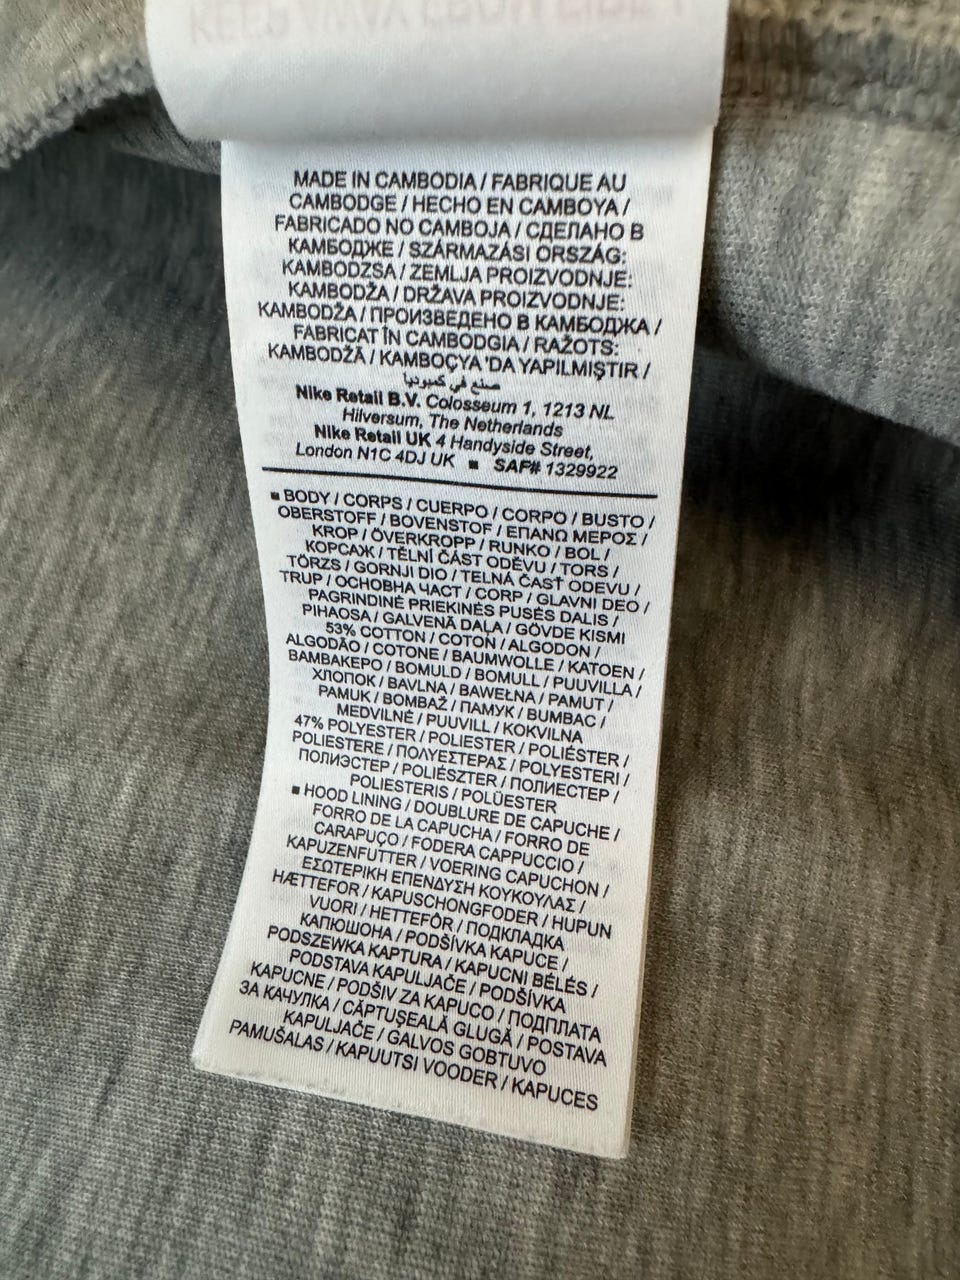 MADE IN CAMBODIA / FABRIQUE AU
CAMBODGE / HECHO EN CAMBOYA /
FABRICADO NO CAMBOJA / СДЕЛАНО В
КАМБОДЖЕ / SZÁRMAZÁSI ORSZÁG:
KAMBODZSA / ZEMLJA PROIZVODNJE:
KAMBODŽA / DRŽAVA PROIZVODNJE:
KAMBODŽA / ПРОИЗВЕДЕНО В КАМБОДЖА /
FABRICAT ÎN CAMBODGIA / RAŽOTS:
KAMBODŽĀ / KAMBOÇYA 'DA YAPILMIŞTIR /
صنع في كمبوديا
Nike Retail B.V. Colosseum 1, 1213 NL
Hilversum, The Netherlands
Nike Retail UK 4 Handyside Street,
London N1C 4DJ UK ■ SAF# 1329922
■ BODY / CORPS / CUERPO / CORPO / BUSTO /
OBERSTOFF / BOVENSTOF / ΕΠΑΝΩ ΜΕΡΟΣ /
KROP / ÖVERKROPP / RUNKO / BOL /
КОРСАЖ / TĚLNÍ ČÁST ODĚVU / TORS /
TÖRZS / GORNJI DIO / TELNÁ ČASŤ ODEVU /
TRUP / ОСНОВНА ЧАСТ / CORP / GLAVNI DEO /
PAGRINDINĖ PRIEKINĖS PUSĖS DALIS /
PIHAOSA / GALVENĀ DAĻA / GÖVDE KISMI
53% COTTON / COTON / ALGODON /
ALGODÃO / COTONE / BAUMWOLLE / KATOEN /
ΒΑΜΒΑΚΕΡΟ / BOMULD / BOMULL / PUUVILLA /
ХЛОПОК / BAVLNA / BAWEŁNA / PAMUT /
PAMUK / BOMBAŽ / ПАМУК / BUMBAC /
MEDVILNĖ / PUUVILL / KOKVILNA
47% POLYESTER / POLIESTER / POLIÉSTER /
POLIESTERE / ΠΟΛΥΕΣΤΕΡΑΣ / POLYESTERI /
ПОЛИЭСТЕР / POLIÉSZTER / ПОЛИЕСТЕР /
POLIESTERIS / POLÜESTER
■ HOOD LINING / DOUBLURE DE CAPUCHE /
FORRO DE LA CAPUCHA / FORRO DE
CARAPUÇO / FODERA CAPPUCCIO /
KAPUZENFUTTER / VOERING CAPUCHON /
ΕΣΩΤΕΡΙΚΗ ΕΠΕΝΔΥΣΗ ΚΟΥΚΟΥΛΑΣ /
HÆTTEFOR / KAPUSCHONGFODER / HUPUN
VUORI / HETTEFÔR / ПОДКЛАДКА
КАПЮШОНА / PODŠÍVKA KAPUCE /
PODSZEWKA KAPTURA / KAPUCNI BÉLÉS /
PODSTAVA KAPULJAČE / PODŠÍVKA
KAPUCNE / PODŠIV ZA KAPUCO / ПОДПЛАТА
ЗА КАЧУЛКА / CĂPTUŞEALĂ GLUGĂ / POSTAVA
KAPULJAČE / GALVOS GOBTUVO
PAMUŠALAS / KAPUUTSI VOODER / KAPUCES